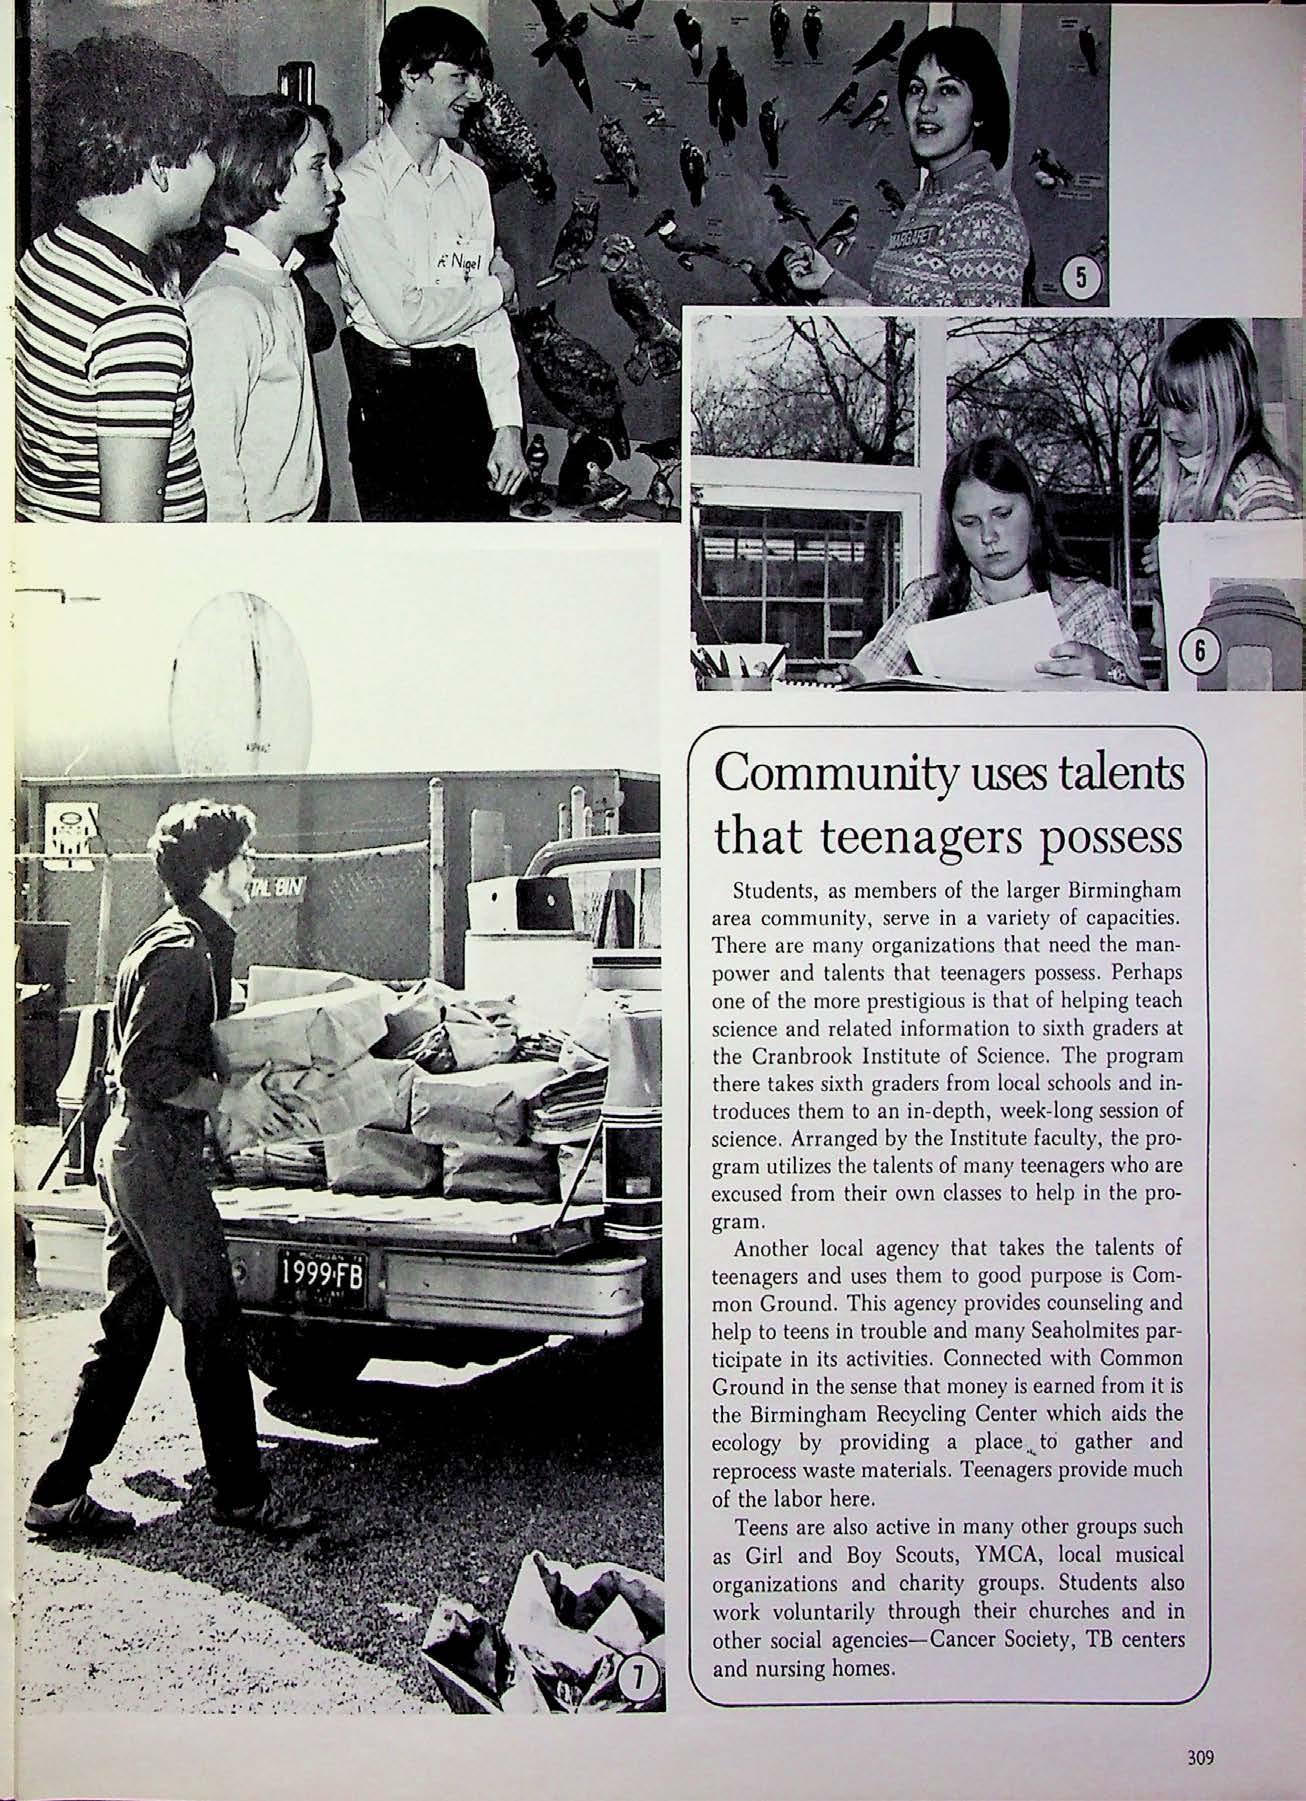 Nigel
MARGARET
5
6
ASPHALT
TAL BIN
MICHIGAN
1999·FB
7
Community uses talents
that teenagers possess
Students, as members of the larger Birmingham
area community, serve in a variety of capacities.
There are many organizations that need the man-
power and talents that teenagers possess. Perhaps
one of the more prestigious is that of helping teach
science and related information to sixth graders at
the Cranbrook Institute of Science. The program
there takes sixth graders from local schools and in-
troduces them to an in-depth, week-long session of
science. Arranged by the Institute faculty, the pro-
gram utilizes the talents of many teenagers who are
excused from their own classes to help in the pro-
gram.
Another local agency that takes the talents of
teenagers and uses them to good purpose is Com-
mon Ground. This agency provides counseling and
help to teens in trouble and many Seaholmites par-
ticipate in its activities. Connected with Common
Ground in the sense that money is earned from it is
the Birmingham Recycling Center which aids the
ecology by providing a place to gather and
reprocess waste materials. Teenagers provide much
of the labor here.
Teens are also active in many other groups such
as Girl and Boy Scouts, YMCA, local musical
organizations and charity groups. Students also
work voluntarily through their churches and in
other social agencies—Cancer Society, TB centers
and nursing homes.
309